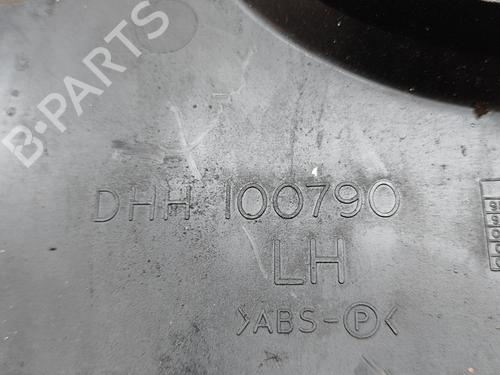 B-PARTS
DHH 100790
LH
>ABS-(P)<